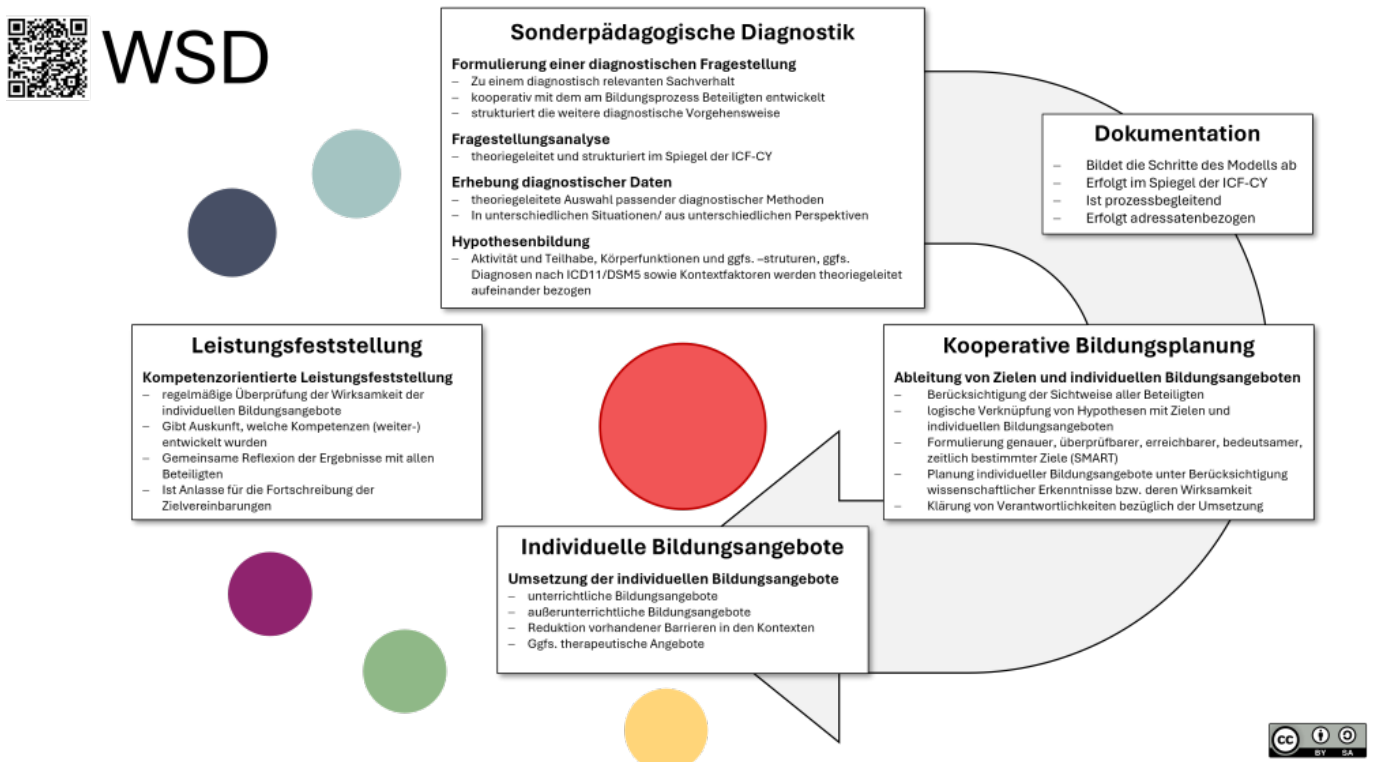 WSD
Sonderpädagogische Diagnostik
Formulierung einer diagnostischen Fragestellung
– Zu einem diagnostisch relevanten Sachverhalt
– kooperativ mit dem am Bildungsprozess Beteiligten entwickelt
– strukturiert die weitere diagnostische Vorgehensweise
Fragestellungsanalyse
– theoriegeleitet und strukturiert im Spiegel der ICF-CY
Erhebung diagnostischer Daten
– theoriegeleitete Auswahl passender diagnostischer Methoden
– In unterschiedlichen Situationen/ aus unterschiedlichen Perspektiven
Hypothesenbildung
– Aktivität und Teilhabe, Körperfunktionen und ggfs. –struturen, ggfs.
Diagnosen nach ICD11/DSM5 sowie Kontextfaktoren werden theoriegeleitet
aufeinander bezogen
Dokumentation
– Bildet die Schritte des Modells ab
– Erfolgt im Spiegel der ICF-CY
– Ist prozessbegleitend
– Erfolgt adressatenbezogen
Leistungsfeststellung
Kompetenzorientierte Leistungsfeststellung
– regelmäßige Überprüfung der Wirksamkeit der
individuellen Bildungsangebote
– Gibt Auskunft, welche Kompetenzen (weiter-)
entwickelt wurden
– Gemeinsame Reflexion der Ergebnisse mit allen
Beteiligten
– Ist Anlasse für die Fortschreibung der
Zielvereinbarungen
Kooperative Bildungsplanung
Ableitung von Zielen und individuellen Bildungsangeboten
– Berücksichtigung der Sichtweise aller Beteiligten
– logische Verknüpfung von Hypothesen mit Zielen und
individuellen Bildungsangeboten
– Formulierung genauer, überprüfbarer, erreichbarer, bedeutsamer,
zeitlich bestimmter Ziele (SMART)
– Planung individueller Bildungsangebote unter Berücksichtigung
wissenschaftlicher Erkenntnisse bzw. deren Wirksamkeit
– Klärung von Verantwortlichkeiten bezüglich der Umsetzung
Individuelle Bildungsangebote
Umsetzung der individuellen Bildungsangebote
– unterrichtliche Bildungsangebote
– außerunterrichtliche Bildungsangebote
– Reduktion vorhandener Barrieren in den Kontexten
– Ggfs. therapeutische Angebote
cc
BY SA